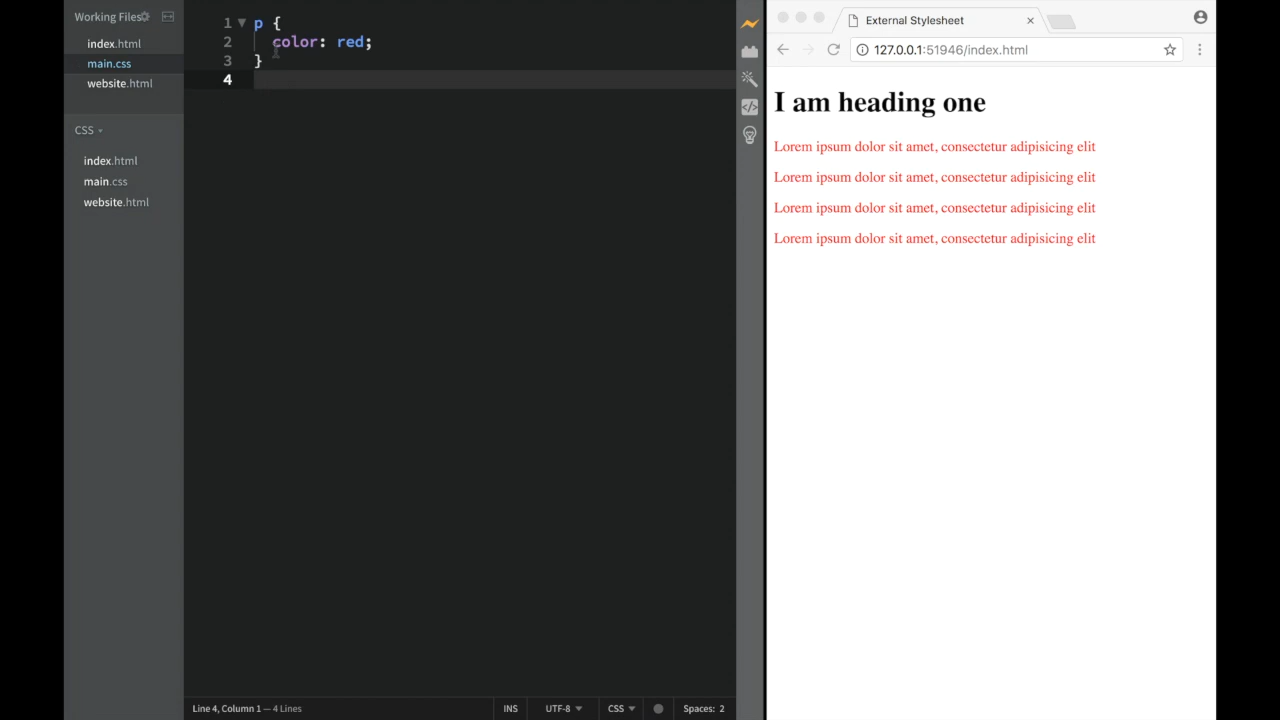 Working Files
index.html
main.css
website.html
CSS
index.html
main.css
website.html
1 p {
2 color: red;
3 }
4
Line 4, Column 1 — 4 Lines
INS
UTF-8
CSS
Spaces: 2
External Stylesheet
127.0.0.1:51946/index.html
I am heading one
Lorem ipsum dolor sit amet, consectetur adipisicing elit
Lorem ipsum dolor sit amet, consectetur adipisicing elit
Lorem ipsum dolor sit amet, consectetur adipisicing elit
Lorem ipsum dolor sit amet, consectetur adipisicing elit